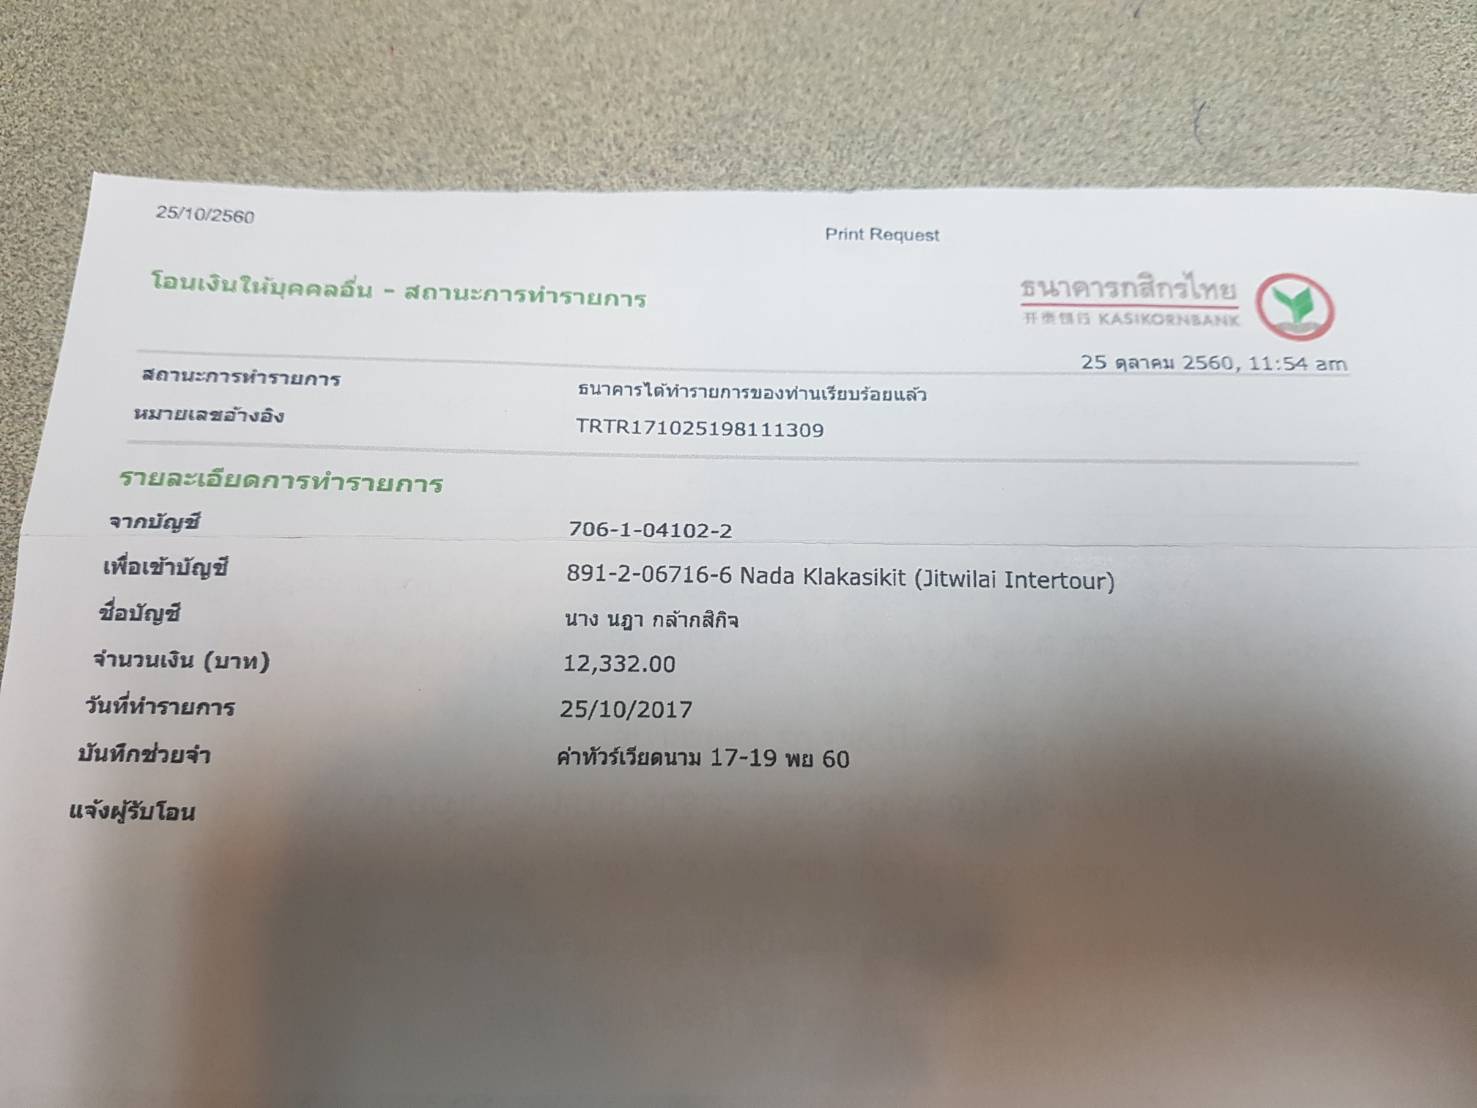 25/10/2560
Print Request
โอนเงินให้บุคคลอื่น - สถานะการทำรายการ
ธนาคารกสิกรไทย
开泰银行 KASIKORNBANK
25 ตุลาคม 2560, 11:54 am
สถานะการทำรายการ ธนาคารได้ทำรายการของท่านเรียบร้อยแล้ว
หมายเลขอ้างอิง TRTR171025198111309
รายละเอียดการทำรายการ
จากบัญชี 706-1-04102-2
เพื่อเข้าบัญชี 891-2-06716-6 Nada Klakasikit (Jitwilai Intertour)
ชื่อบัญชี นาง นฎา กล้ากสิกิจ
จำนวนเงิน (บาท) 12,332.00
วันที่ทำรายการ 25/10/2017
บันทึกช่วยจำ ค่าทัวร์เวียดนาม 17-19 พย 60
แจ้งผู้รับโอน